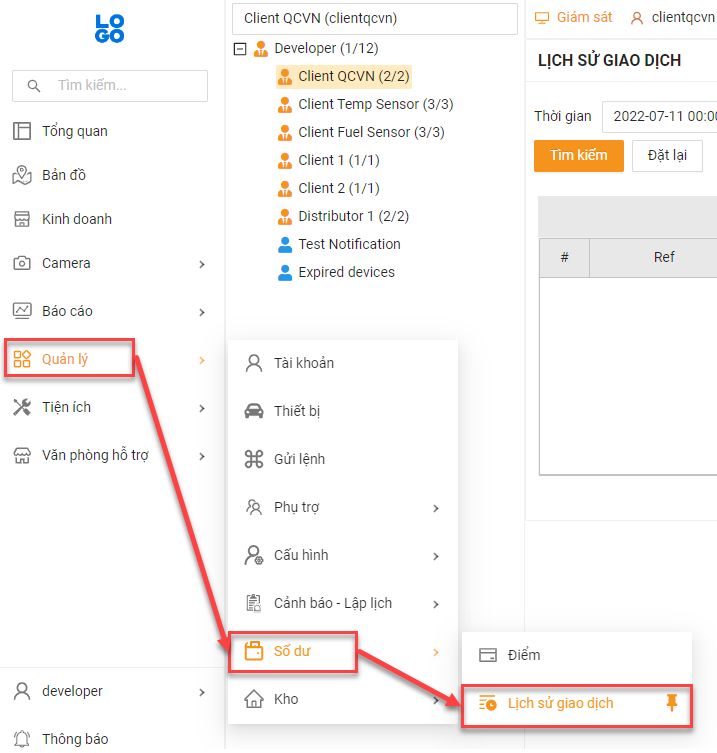 LOGO
Tìm kiếm...
Tổng quan
Bản đồ
Kinh doanh
Camera
Báo cáo
Quản lý
Tiện ích
Văn phòng hỗ trợ
developer
Thông báo
Client QCVN (clientqcvn)
Developer (1/12)
Client QCVN (2/2)
Client Temp Sensor (3/3)
Client Fuel Sensor (3/3)
Client 1 (1/1)
Client 2 (1/1)
Distributor 1 (2/2)
Test Notification
Expired devices
Tài khoản
Thiết bị
Gửi lệnh
Phụ trợ
Cấu hình
Cảnh báo - Lập lịch
Số dư
Kho
Điểm
Lịch sử giao dịch
Giám sát clientqcvn
LỊCH SỬ GIAO DỊCH
Thời gian 2022-07-11 00:00
Tìm kiếm Đặt lại
# Ref